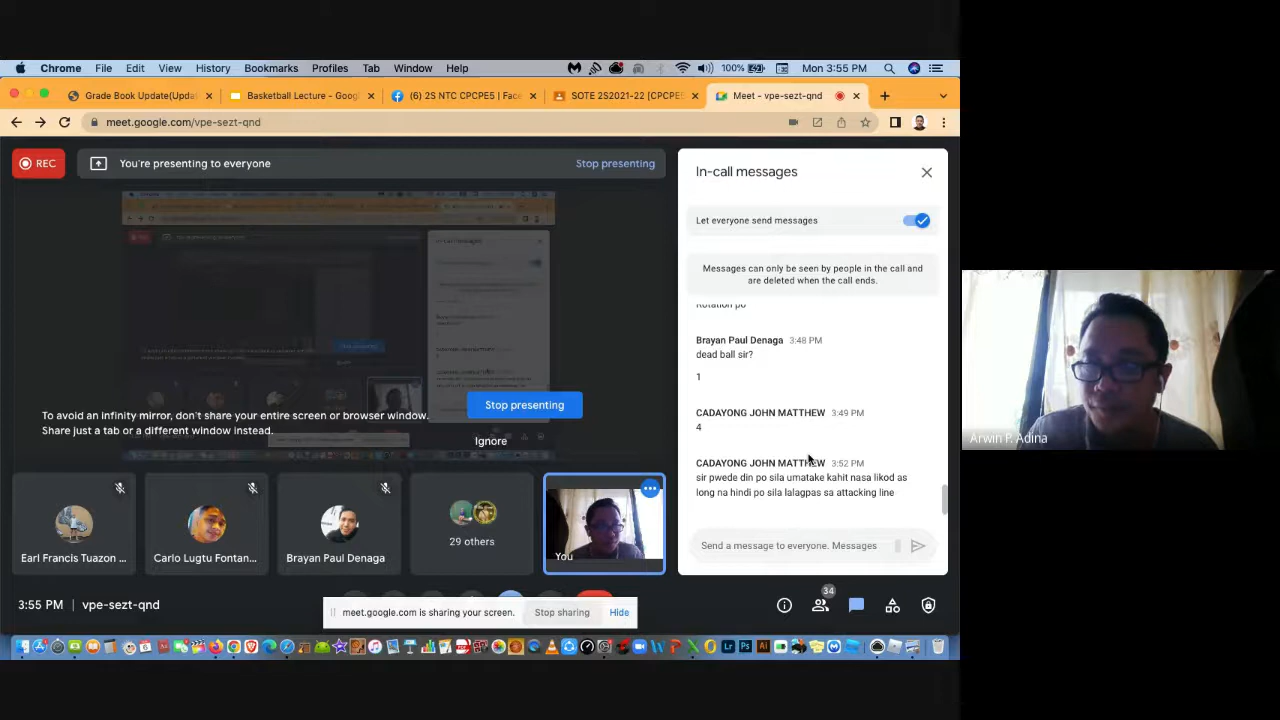 Chrome File Edit View History Bookmarks Profiles Tab Window Help 100% Mon 3:55 PM
Grade Book Update(Upda
Basketball Lecture - Goog
(6) 2S NTC CPCPE5 | Face
SOTE 2S2021-22 [CPCPE5
Meet - vpe-sezt-qnd
meet.google.com/vpe-sezt-qnd
REC
You're presenting to everyone
Stop presenting
In-call messages
Let everyone send messages
Messages can only be seen by people in the call and
are deleted when the call ends.
Rotation po
Brayan Paul Denaga 3:48 PM
dead ball sir?
1
CADAYONG JOHN MATTHEW 3:49 PM
4
CADAYONG JOHN MATTHEW 3:52 PM
sir pwede din po sila umatake kahit nasa likod as
long na hindi po sila lalagpas sa attacking line
Send a message to everyone. Messages
To avoid an infinity mirror, don't share your entire screen or browser window.
Share just a tab or a different window instead.
Stop presenting
Ignore
Earl Francis Tuazon ...
Carlo Lugtu Fontan...
Brayan Paul Denaga
29 others
You
3:55 PM | vpe-sezt-qnd
meet.google.com is sharing your screen.
Stop sharing
Hide
34
Arwin P. Adina